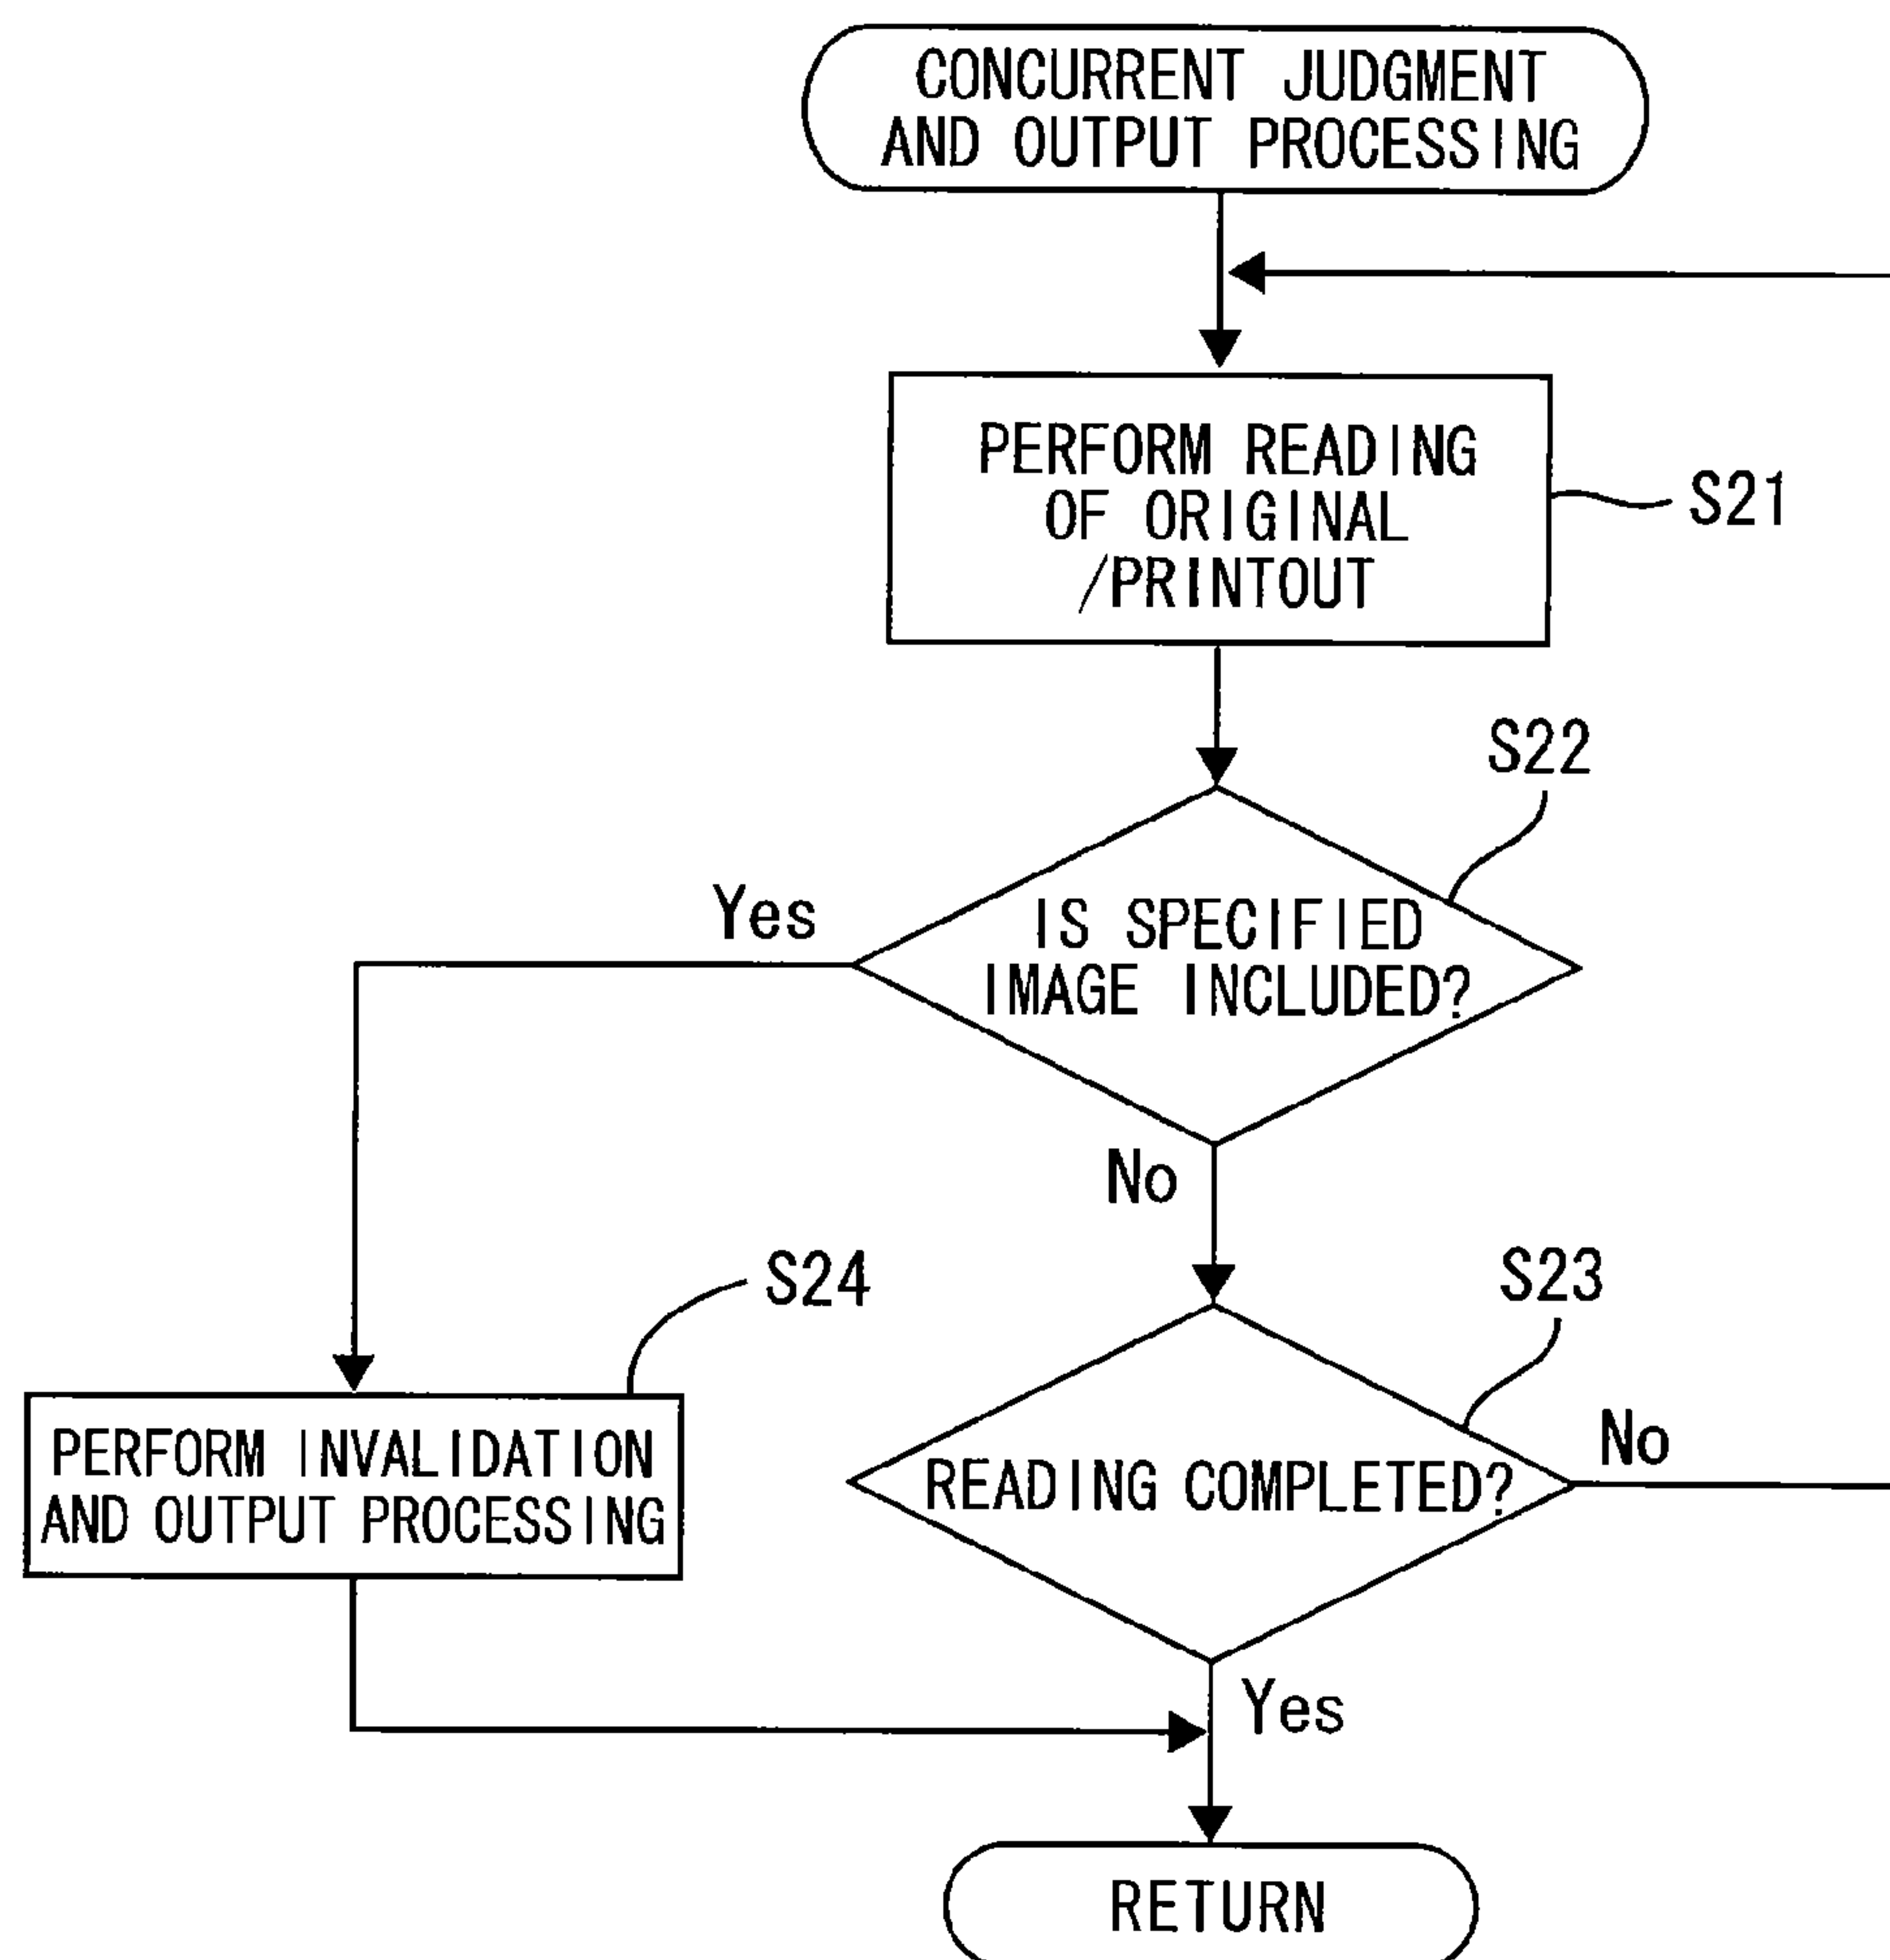 CONCURRENT JUDGMENT
AND OUTPUT PROCESSING
PERFORM READING
OF ORIGINAL
/PRINTOUT
S21
S22
Yes
IS SPECIFIED
IMAGE INCLUDED?
No
S24
S23
No
PERFORM INVALIDATION
AND OUTPUT PROCESSING
READING COMPLETED?
Yes
RETURN